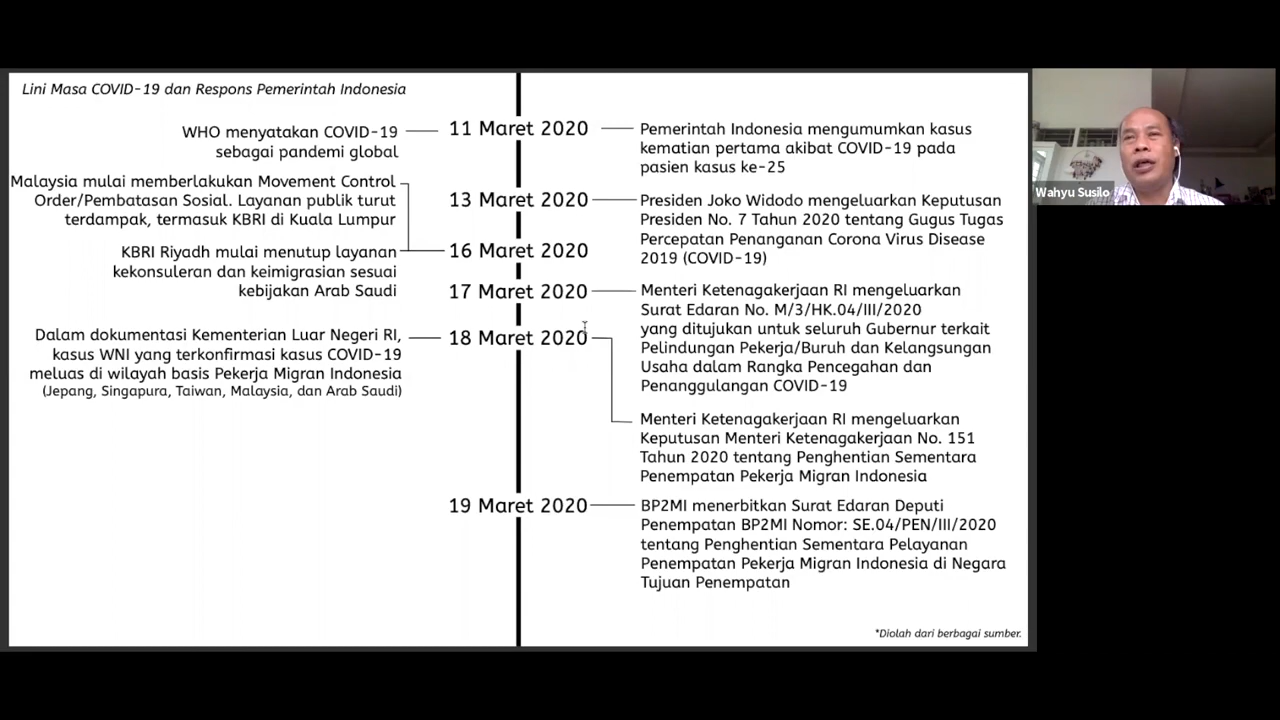 Lini Masa COVID-19 dan Respons Pemerintah Indonesia
WHO menyatakan COVID-19
sebagai pandemi global
11 Maret 2020
Pemerintah Indonesia mengumumkan kasus
kematian pertama akibat COVID-19 pada
pasien kasus ke-25
Malaysia mulai memberlakukan Movement Control
Order/Pembatasan Sosial. Layanan publik turut
terdampak, termasuk KBRI di Kuala Lumpur
13 Maret 2020
Presiden Joko Widodo mengeluarkan Keputusan
Presiden No. 7 Tahun 2020 tentang Gugus Tugas
Percepatan Penanganan Corona Virus Disease
2019 (COVID-19)
KBRI Riyadh mulai menutup layanan
kekonsuleran dan keimigrasian sesuai
kebijakan Arab Saudi
16 Maret 2020
17 Maret 2020
Menteri Ketenagakerjaan RI mengeluarkan
Surat Edaran No. M/3/HK.04/III/2020
yang ditujukan untuk seluruh Gubernur terkait
Pelindungan Pekerja/Buruh dan Kelangsungan
Usaha dalam Rangka Pencegahan dan
Penanggulangan COVID-19
Dalam dokumentasi Kementerian Luar Negeri RI,
kasus WNI yang terkonfirmasi kasus COVID-19
meluas di wilayah basis Pekerja Migran Indonesia
(Jepang, Singapura, Taiwan, Malaysia, dan Arab Saudi)
18 Maret 2020
Menteri Ketenagakerjaan RI mengeluarkan
Keputusan Menteri Ketenagakerjaan No. 151
Tahun 2020 tentang Penghentian Sementara
Penempatan Pekerja Migran Indonesia
19 Maret 2020
BP2MI menerbitkan Surat Edaran Deputi
Penempatan BP2MI Nomor: SE.04/PEN/III/2020
tentang Penghentian Sementara Pelayanan
Penempatan Pekerja Migran Indonesia di Negara
Tujuan Penempatan
*Diolah dari berbagai sumber.
Wahyu Susilo